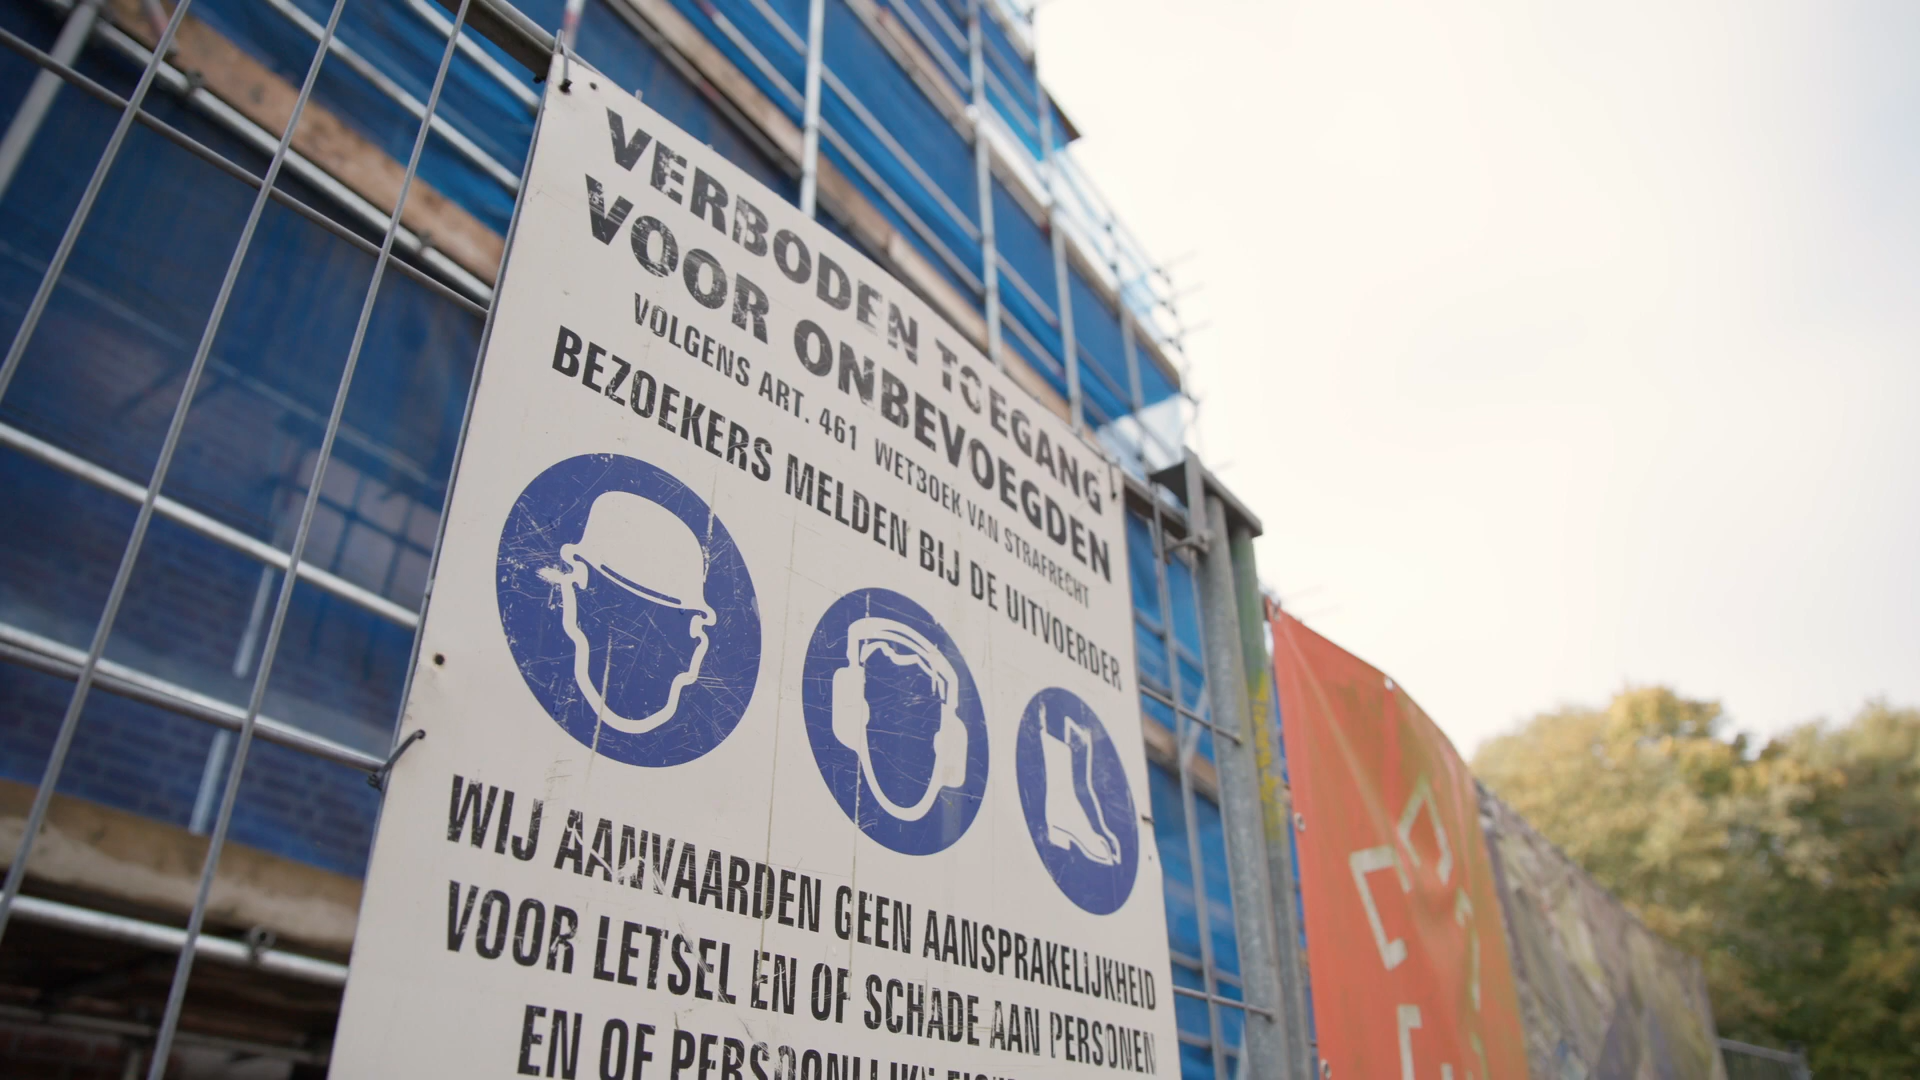 VERBODEN TOEGANG
VOOR ONBEVOEGDEN
VOLGENS ART. 461 WETBOEK VAN STRAFRECHT
BEZOEKERS MELDEN BIJ DE UITVOERDER
WIJ AANVAARDEN GEEN AANSPRAKELIJKHEID
VOOR LETSEL EN OF SCHADE AAN PERSONEN
EN OF PERSOONLIJKE